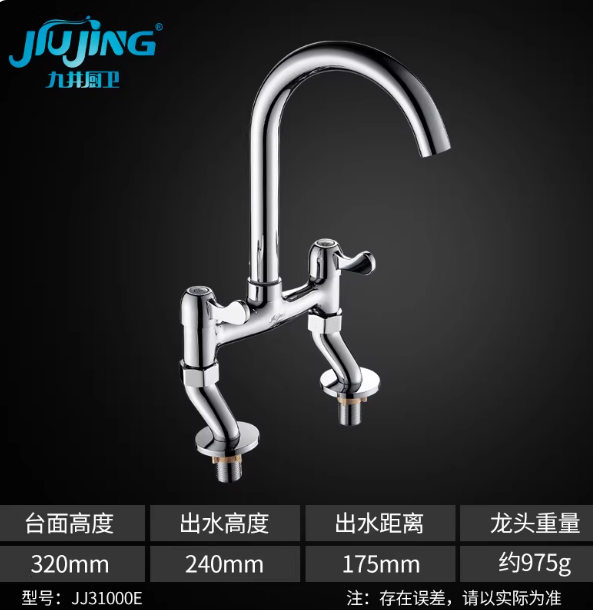 JIUJING®
九井厨卫
Jiujing
台面高度 出水高度 出水距离 龙头重量
320mm 240mm 175mm 约975g
型号：JJ31000E 注：存在误差，请以实际为准